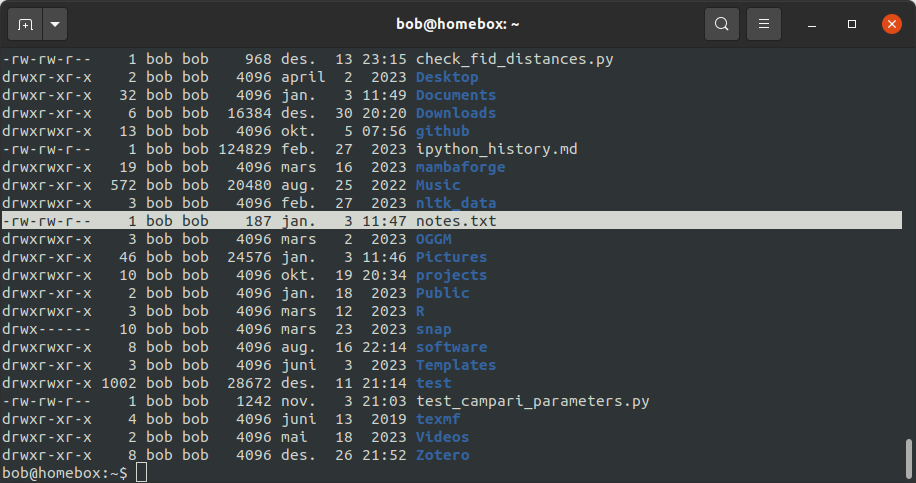 bob@homebox: ~
-rw-rw-r-- 1 bob bob 968 des. 13 23:15 check_fid_distances.py
drwxr-xr-x 2 bob bob 4096 april 2 2023 Desktop
drwxr-xr-x 32 bob bob 4096 jan. 3 11:49 Documents
drwxr-xr-x 6 bob bob 16384 des. 30 20:20 Downloads
drwxr-xr-x 13 bob bob 4096 okt. 5 07:56 github
-rw-rw-r-- 1 bob bob 124829 feb. 27 2023 ipython_history.md
drwxrwxr-x 19 bob bob 4096 mars 16 2023 mambaforge
drwxr-xr-x 572 bob bob 20480 aug. 25 2022 Music
drwxrwxr-x 3 bob bob 4096 feb. 27 2023 nltk_data
-rw-rw-r-- 1 bob bob 187 jan. 3 11:47 notes.txt
drwxrwxr-x 3 bob bob 4096 mars 2 2023 OGGM
drwxr-xr-x 46 bob bob 24576 jan. 3 11:46 Pictures
drwxrwxr-x 10 bob bob 4096 okt. 19 20:34 projects
drwxr-xr-x 2 bob bob 4096 jan. 18 2023 Public
drwxrwxr-x 3 bob bob 4096 mars 12 2023 R
drwx------ 10 bob bob 4096 mars 23 2023 snap
drwxrwxr-x 8 bob bob 4096 aug. 16 22:14 software
drwxr-xr-x 3 bob bob 4096 juni 3 2023 Templates
drwxrwxr-x 1002 bob bob 28672 des. 11 21:14 test
-rw-rw-r-- 1 bob bob 1242 nov. 3 21:03 test_campari_parameters.py
drwxr-xr-x 4 bob bob 4096 juni 13 2019 texmf
drwxr-xr-x 2 bob bob 4096 mai 18 2023 Videos
drwxr-xr-x 8 bob bob 4096 des. 26 21:52 Zotero
bob@homebox:~$